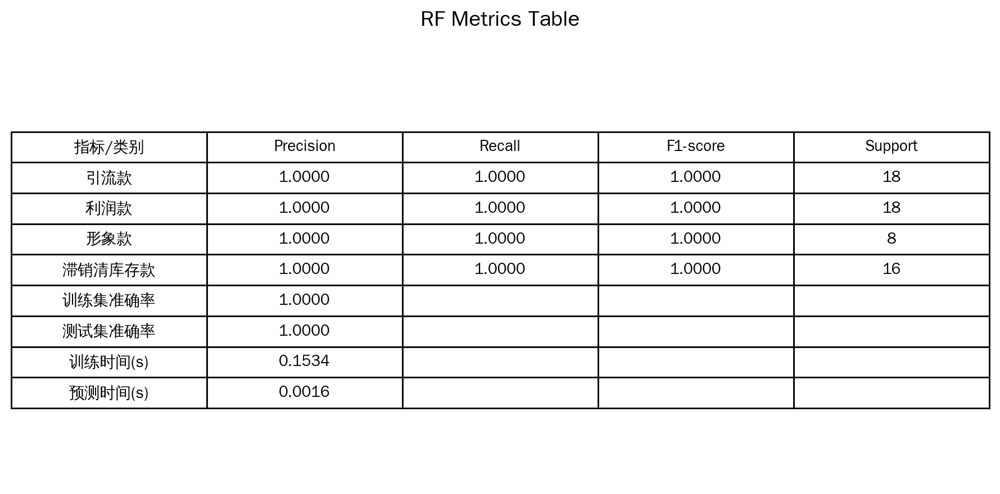 RF Metrics Table
指标/类别 Precision Recall F1-score Support
引流款 1.0000 1.0000 1.0000 18
利润款 1.0000 1.0000 1.0000 18
形象款 1.0000 1.0000 1.0000 8
滞销清库存款 1.0000 1.0000 1.0000 16
训练集准确率 1.0000
测试集准确率 1.0000
训练时间(s) 0.1534
预测时间(s) 0.0016